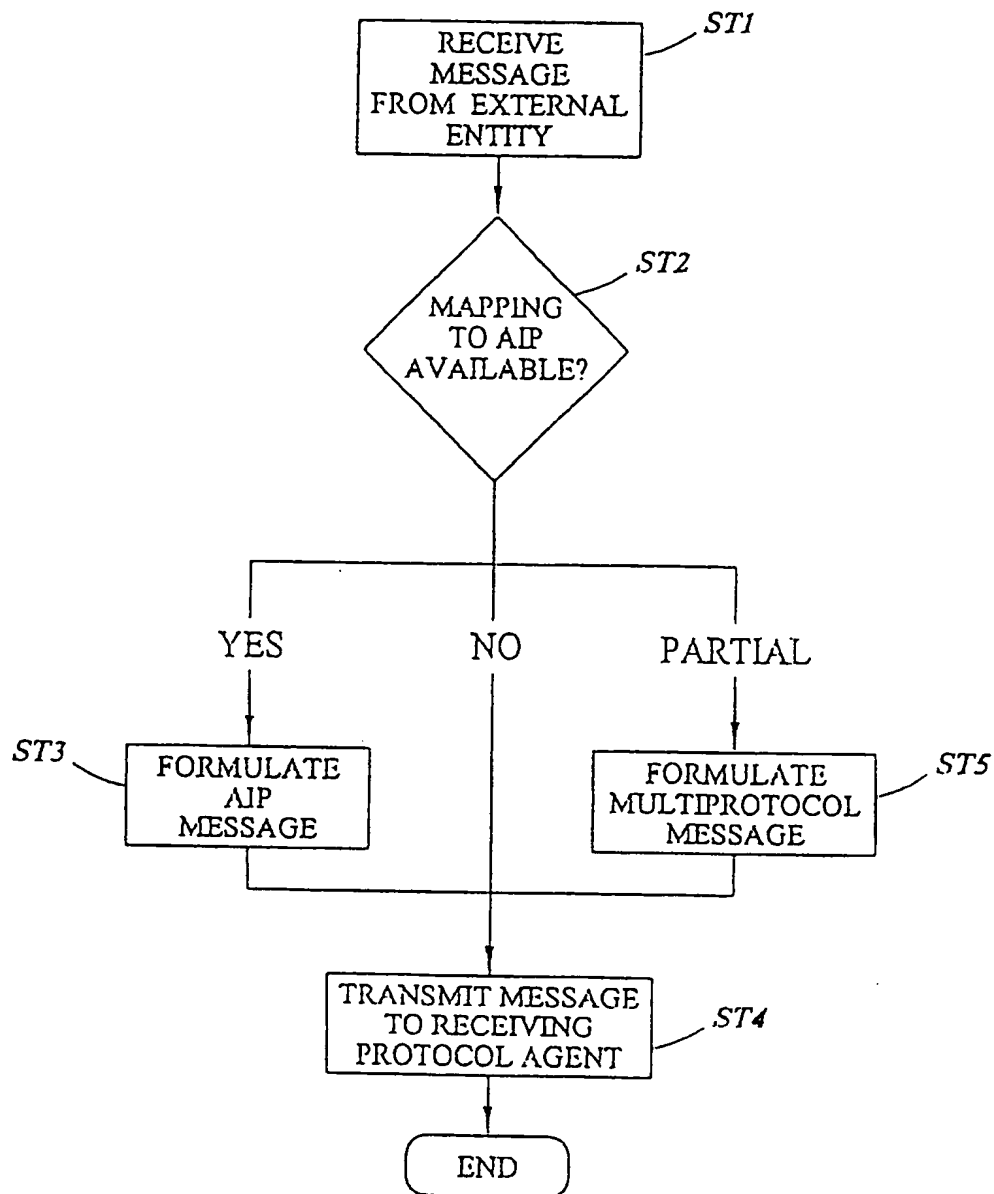 ST1
RECEIVE
MESSAGE
FROM EXTERNAL
ENTITY
ST2
MAPPING
TO AIP
AVAILABLE?
YES
NO
PARTIAL
ST3
FORMULATE
AIP
MESSAGE
FORMULATE
MULTIPROTOCOL
MESSAGE
ST5
TRANSMIT MESSAGE
TO RECEIVING
PROTOCOL AGENT
ST4
END